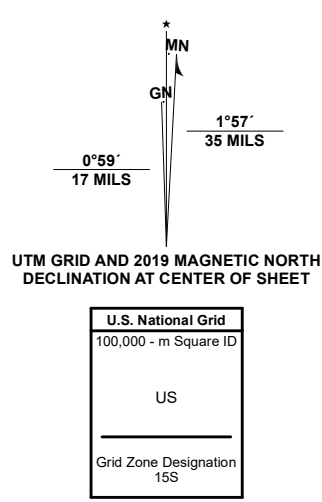 ★
MN
GN
1°57´
35 MILS
0°59´
17 MILS
UTM GRID AND 2019 MAGNETIC NORTH
DECLINATION AT CENTER OF SHEET
U.S. National Grid
100,000 - m Square ID
US
Grid Zone Designation
15S